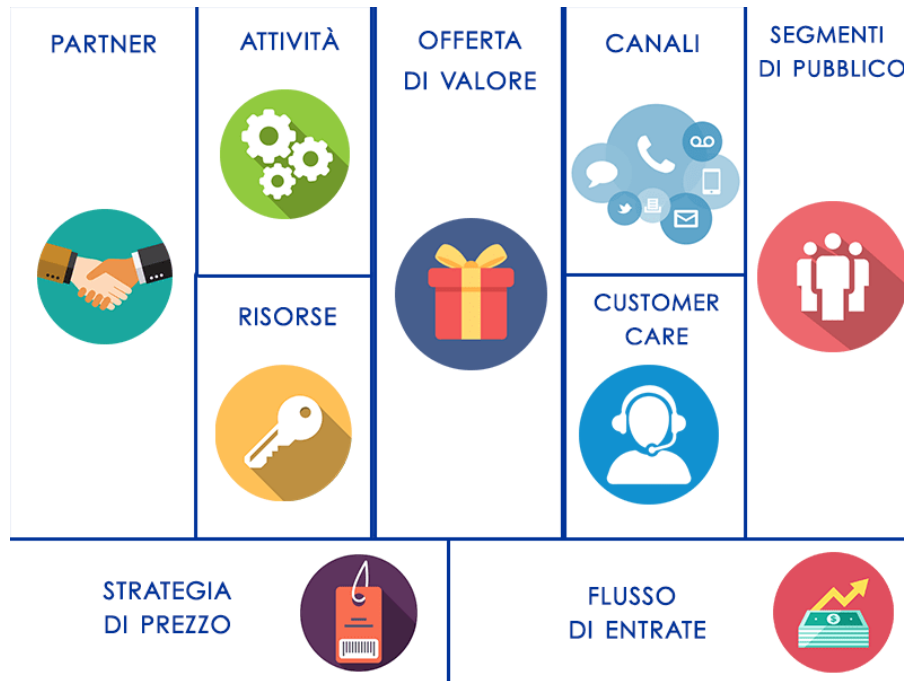 PARTNER
ATTIVITÀ
RISORSE
OFFERTA
DI VALORE
CANALI
CUSTOMER
CARE
SEGMENTI
DI PUBBLICO
STRATEGIA
DI PREZZO
FLUSSO
DI ENTRATE